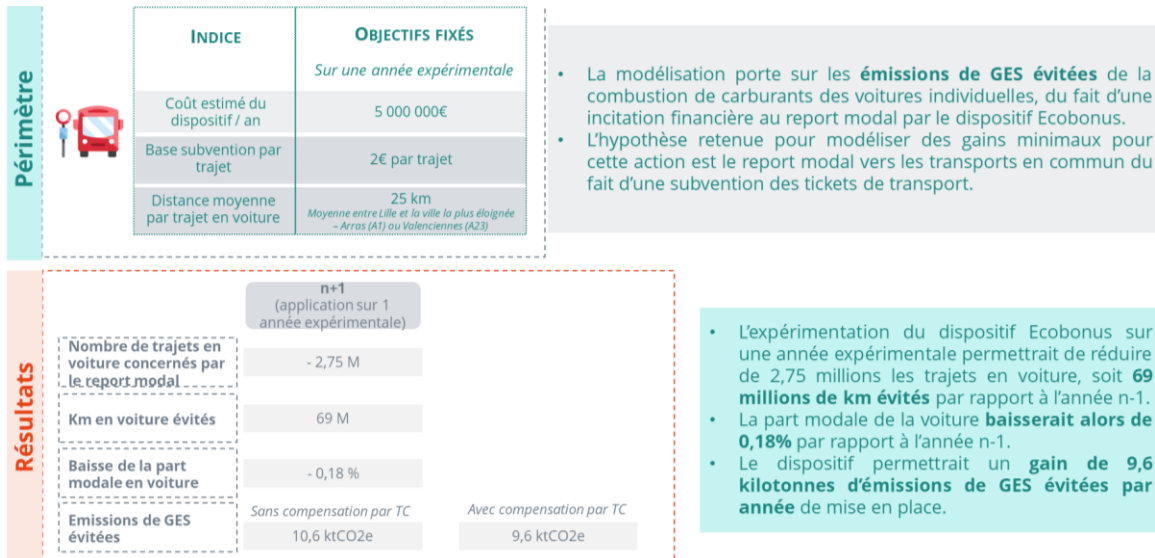 Périmètre
INDICE
OBJECTIFS FIXÉS
Sur une année expérimentale
Coût estimé du
dispositif / an
5 000 000€
Base subvention par
trajet
2€ par trajet
Distance moyenne
par trajet en voiture
25 km
Moyenne entre Lille et la ville la plus éloignée
– Arras (A1) ou Valenciennes (A23)
• La modélisation porte sur les émissions de GES évitées de la
combustion de carburants des voitures individuelles, du fait d'une
incitation financière au report modal par le dispositif Ecobonus.
• L'hypothèse retenue pour modéliser des gains minimaux pour
cette action est le report modal vers les transports en commun du
fait d'une subvention des tickets de transport.
Résultats
n+1
(application sur 1
année expérimentale)
Nombre de trajets en
voiture concernés par
le report modal
- 2,75 M
Km en voiture évités
69 M
Baisse de la part
modale en voiture
- 0,18 %
Emissions de GES
évitées
Sans compensation par TC
10,6 ktCO2e
Avec compensation par TC
9,6 ktCO2e
• L'expérimentation du dispositif Ecobonus sur
une année expérimentale permettrait de réduire
de 2,75 millions les trajets en voiture, soit 69
millions de km évités par rapport à l'année n-1.
• La part modale de la voiture baisserait alors de
0,18% par rapport à l'année n-1.
• Le dispositif permettrait un gain de 9,6
kilotonnes d'émissions de GES évitées par
année de mise en place.